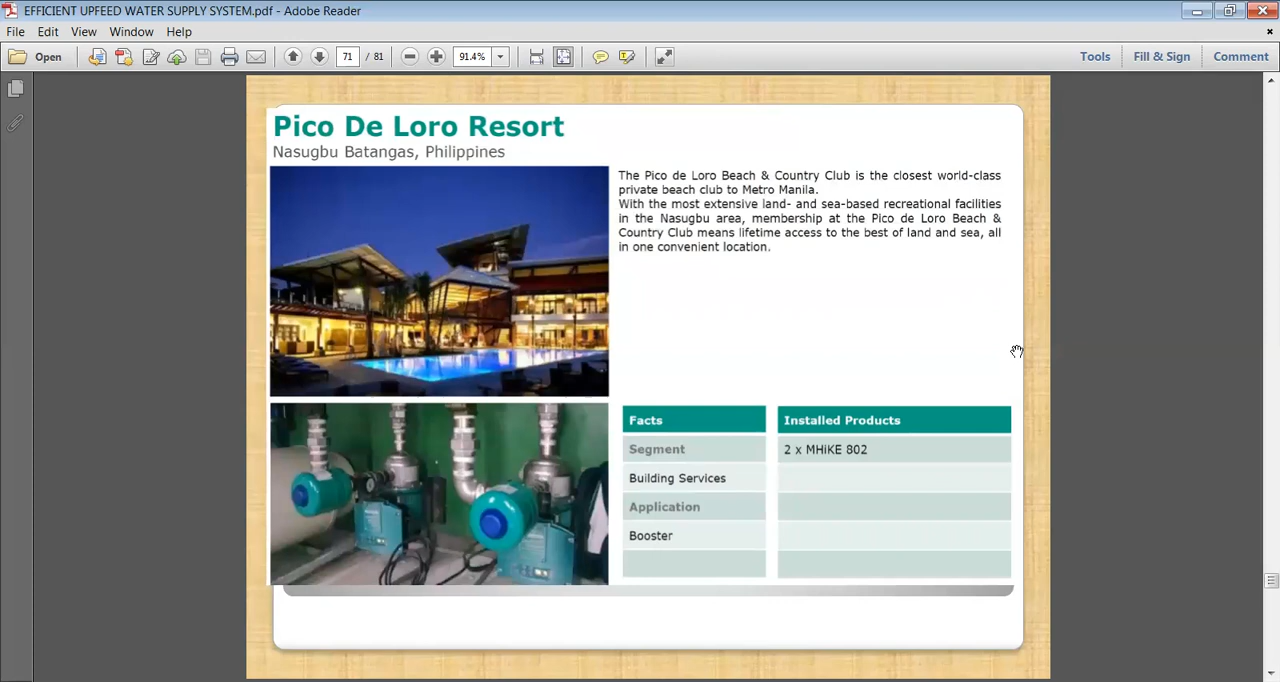 EFFICIENT UPFEED WATER SUPPLY SYSTEM.pdf - Adobe Reader
File Edit View Window Help
Open 71 / 81 91.4% Tools Fill & Sign Comment
Pico De Loro Resort
Nasugbu Batangas, Philippines
The Pico de Loro Beach & Country Club is the closest world-class
private beach club to Metro Manila.
With the most extensive land- and sea-based recreational facilities
in the Nasugbu area, membership at the Pico de Loro Beach &
Country Club means lifetime access to the best of land and sea, all
in one convenient location.
Facts
Segment
Building Services
Application
Booster
Installed Products
2 x MHiKE 802